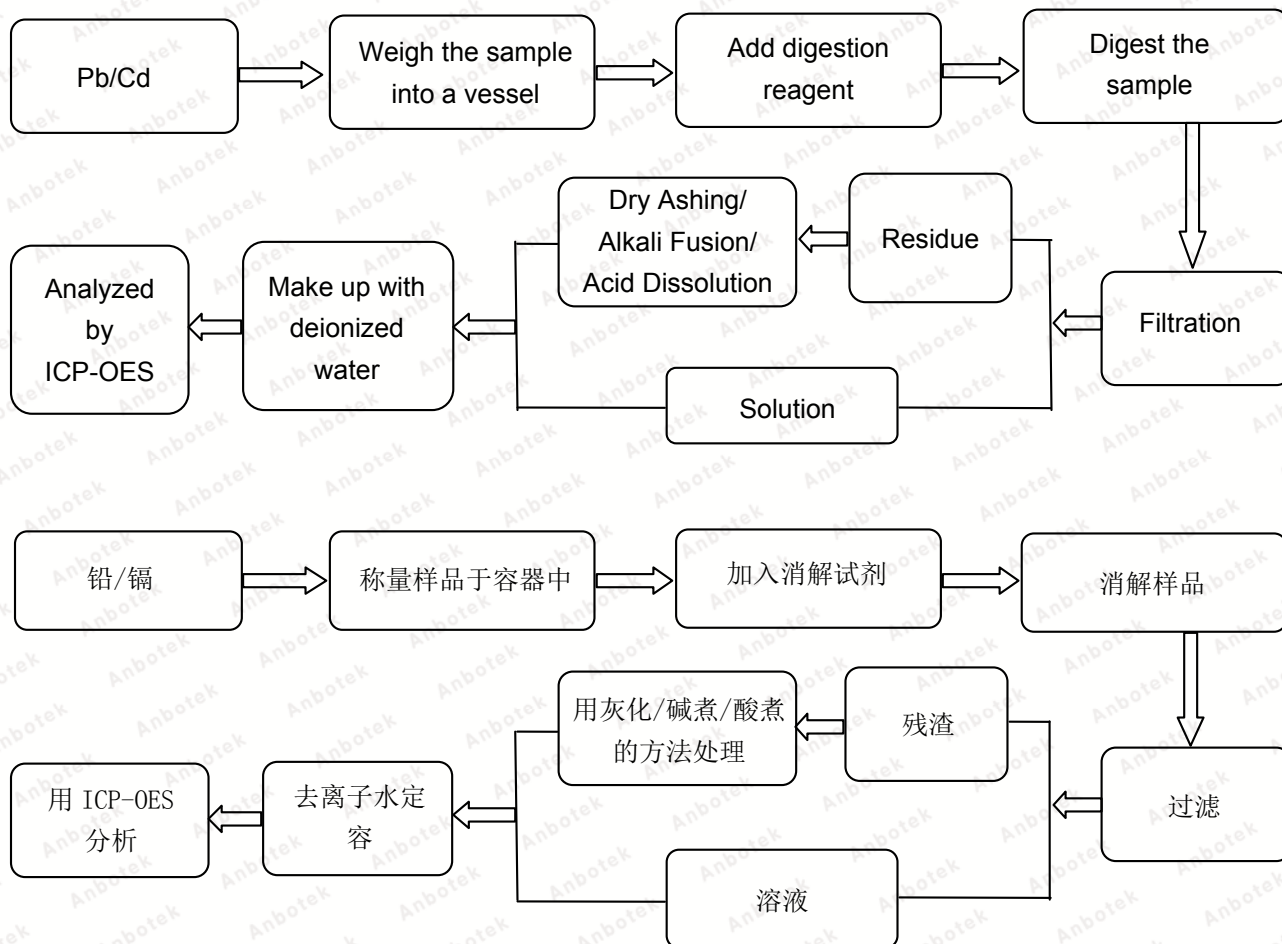 Pb/Cd
Weigh the sample
into a vessel
Add digestion
reagent
Digest the
sample
Filtration
Residue
Dry Ashing/
Alkali Fusion/
Acid Dissolution
Solution
Make up with
deionized
water
Analyzed
by
ICP-OES
铅/镉
称量样品于容器中
加入消解试剂
消解样品
过滤
残渣
用灰化/碱煮/酸煮
的方法处理
溶液
去离子水定
容
用 ICP-OES
分析
Anbotek